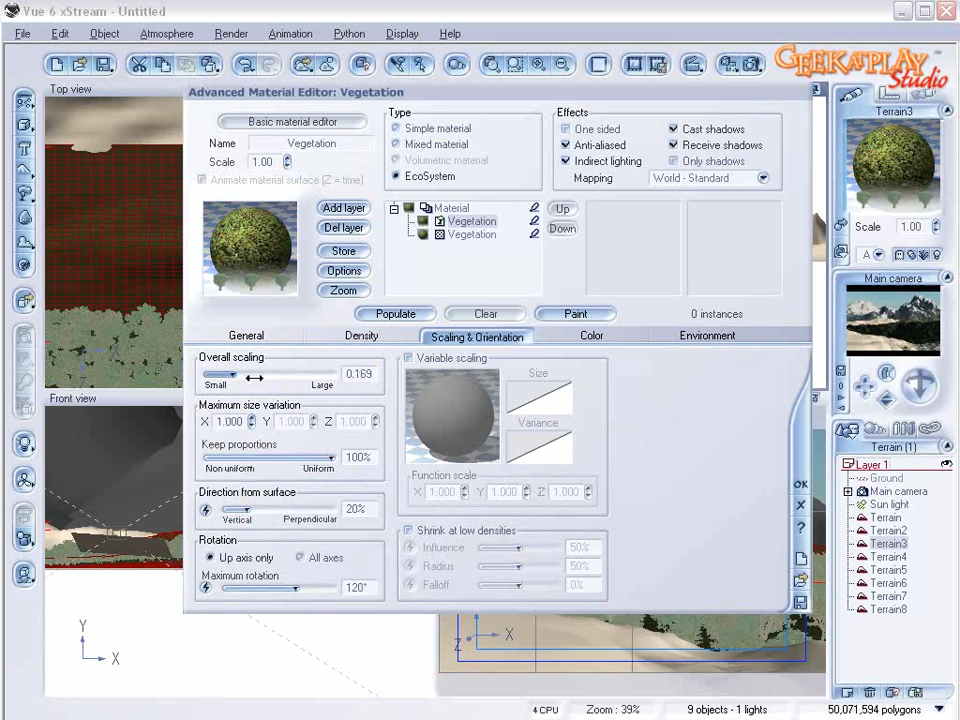 Vue 6 xStream - Untitled
File Edit Object Atmosphere Render Animation Python Display Help
GEEKATPLAY Studio
Top view
Front view
Advanced Material Editor: Vegetation
Basic material editor
Name Vegetation
Scale 1.00
Animate material surface (Z = time)
Type
Simple material
Mixed material
Volumetric material
EcoSystem
Effects
One sided Cast shadows
Anti-aliased Receive shadows
Indirect lighting Only shadows
Mapping World - Standard
Add layer
Del layer
Store
Options
Zoom
Material
Vegetation
Vegetation
Up
Down
Populate Clear Paint 0 instances
General Density Scaling & Orientation Color Environment
Overall scaling
0.169
Small Large
Maximum size variation
X 1.000 Y 1.000 Z 1.000
Keep proportions
100%
Non uniform Uniform
Direction from surface
20%
Vertical Perpendicular
Rotation
Up axis only All axes
Maximum rotation
120°
Variable scaling
Size
Variance
Function scale
X 1.000 Y 1.000 Z 1.000
Shrink at low densities
Influence 50%
Radius 50%
Falloff 0%
OK
X
?
Terrain3
Scale 1.00
A
Main camera
0
Terrain (1)
Layer 1
Ground
Main camera
Sun light
Terrain
Terrain2
Terrain3
Terrain4
Terrain5
Terrain6
Terrain7
Terrain8
Y
X
Z X
4 CPU Zoom : 39% 9 objects - 1 lights 50,071,594 polygons